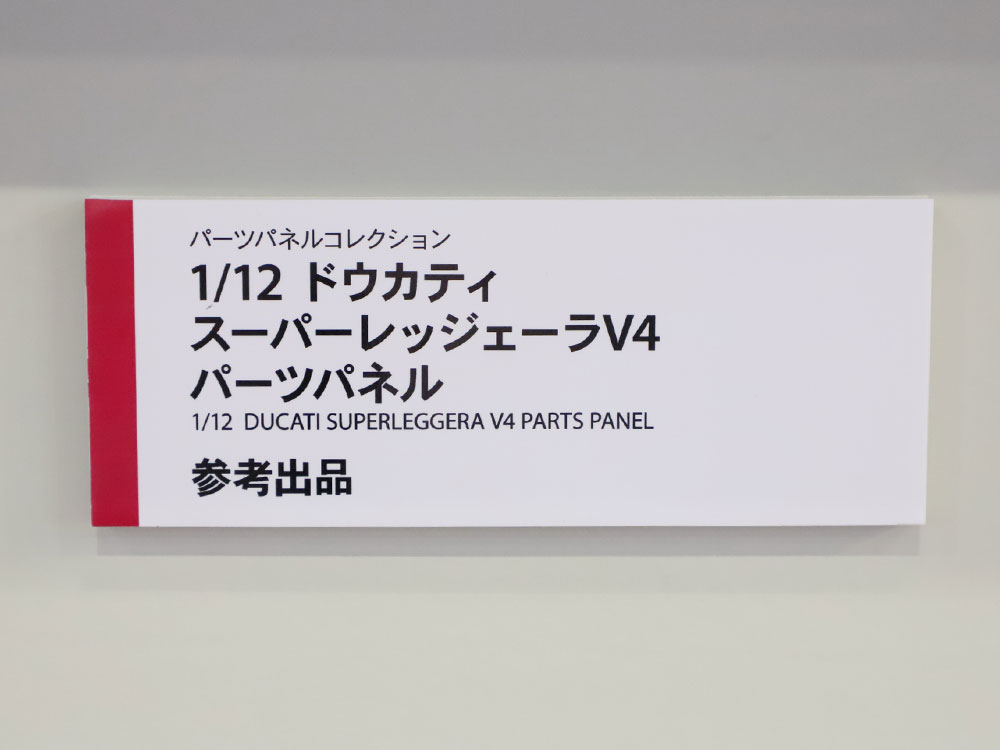 パーツパネルコレクション
1/12 ドゥカティ
スーパーレッジェーラV4
パーツパネル
1/12 DUCATI SUPERLEGGERA V4 PARTS PANEL
参考出品